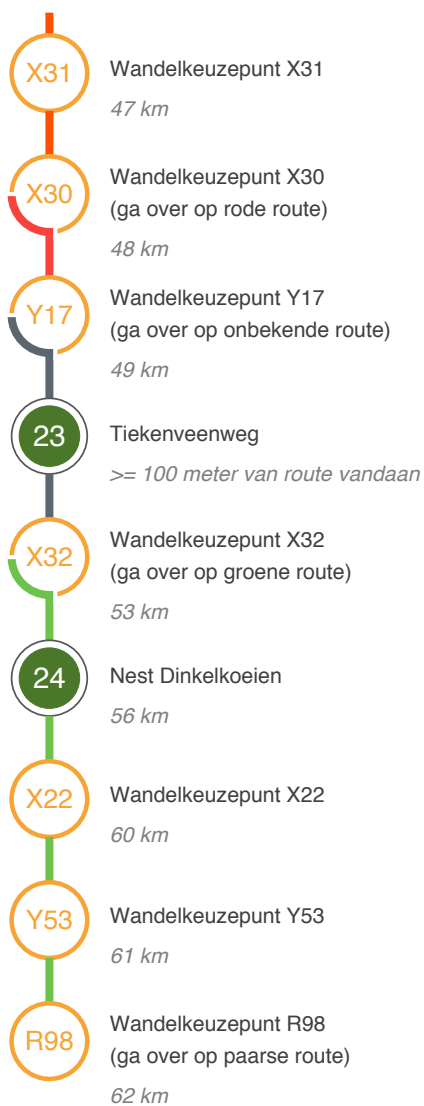 X31
Wandelkeuzepunt X31
47 km
X30
Wandelkeuzepunt X30
(ga over op rode route)
48 km
Y17
Wandelkeuzepunt Y17
(ga over op onbekende route)
49 km
23
Tiekenveenweg
>= 100 meter van route vandaan
X32
Wandelkeuzepunt X32
(ga over op groene route)
53 km
24
Nest Dinkelkoeien
56 km
X22
Wandelkeuzepunt X22
60 km
Y53
Wandelkeuzepunt Y53
61 km
R98
Wandelkeuzepunt R98
(ga over op paarse route)
62 km